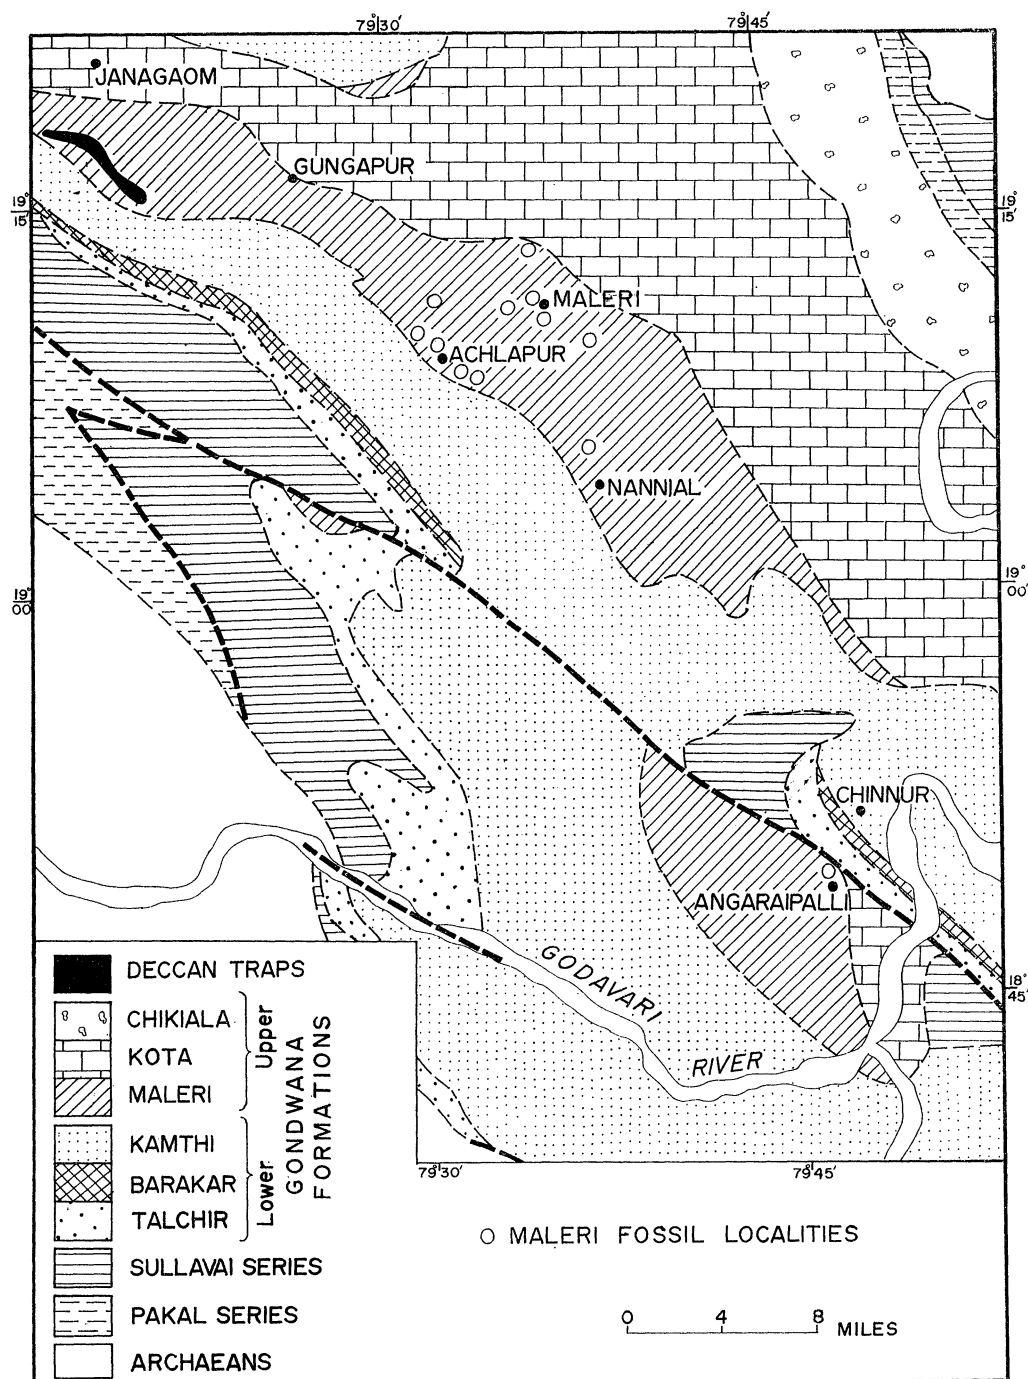 79°30′ 79°45′
JANAGAOM
GUNGAPUR
19°
15′
19°
15′
MALERI
ACHLAPUR
NANNIAL
19°
00′
19°
00′
CHINNUR
ANGARAIPALLI
GODAVARI
RIVER
18°
45′
79°30′ 79°45′
DECCAN TRAPS
CHIKIALA
KOTA
MALERI
Upper
KAMTHI
BARAKAR
TALCHIR
Lower
GONDWANA
FORMATIONS
SULLAVAI SERIES
PAKAL SERIES
ARCHAEANS
MALERI FOSSIL LOCALITIES
0 4 8 MILES